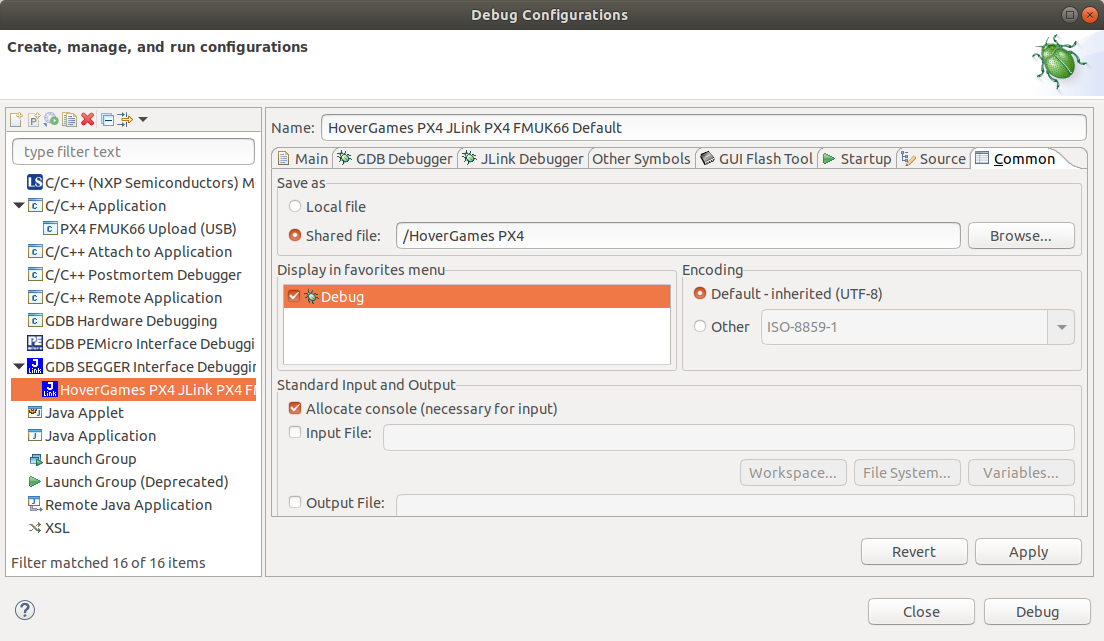 Debug Configurations
Create, manage, and run configurations
type filter text
C/C++ (NXP Semiconductors) M
C/C++ Application
PX4 FMUK66 Upload (USB)
C/C++ Attach to Application
C/C++ Postmortem Debugger
C/C++ Remote Application
GDB Hardware Debugging
GDB PEMicro Interface Debuggi
GDB SEGGER Interface Debuggin
HoverGames PX4 JLink PX4 F
Java Applet
Java Application
Launch Group
Launch Group (Deprecated)
Remote Java Application
XSL
Filter matched 16 of 16 items
Name: HoverGames PX4 JLink PX4 FMUK66 Default
Main GDB Debugger JLink Debugger Other Symbols GUI Flash Tool Startup Source Common
Save as
Local file
Shared file: /HoverGames PX4 Browse...
Display in favorites menu
Debug
Encoding
Default - inherited (UTF-8)
Other ISO-8859-1
Standard Input and Output
Allocate console (necessary for input)
Input File:
Workspace... File System... Variables...
Output File:
Revert Apply
Close Debug